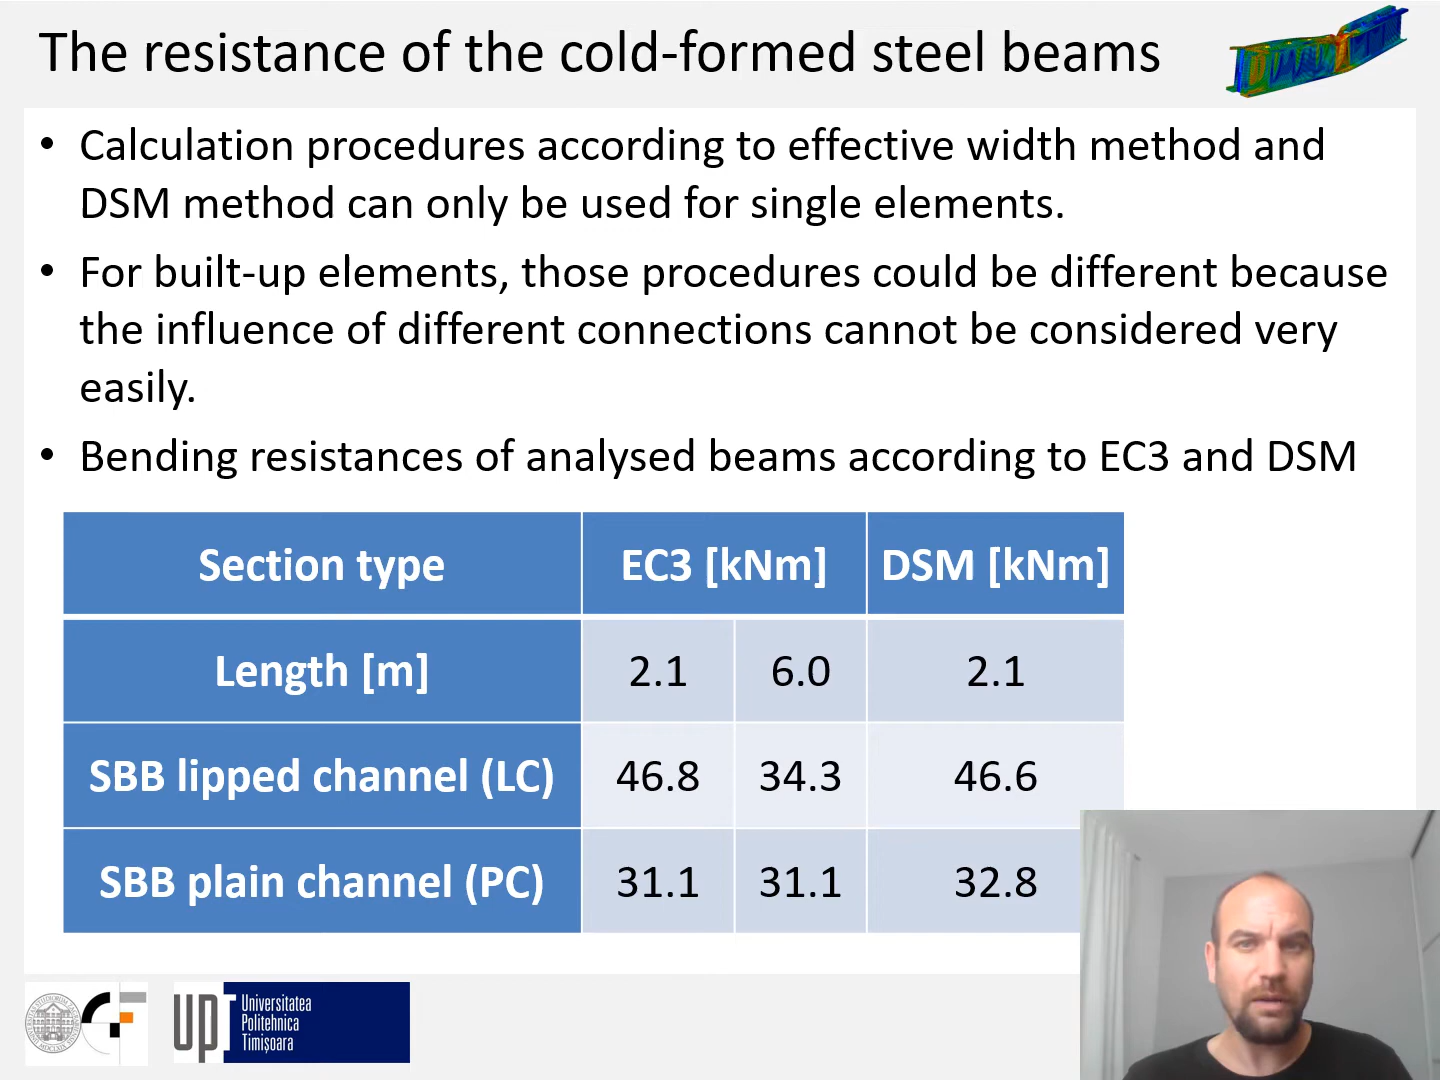 The resistance of the cold-formed steel beams
• Calculation procedures according to effective width method and
DSM method can only be used for single elements.
• For built-up elements, those procedures could be different because
the influence of different connections cannot be considered very
easily.
• Bending resistances of analysed beams according to EC3 and DSM
Section type EC3 [kNm] DSM [kNm]
Length [m] 2.1 6.0 2.1
SBB lipped channel (LC) 46.8 34.3 46.6
SBB plain channel (PC) 31.1 31.1 32.8
UPT
Universitatea
Politehnica
Timișoara